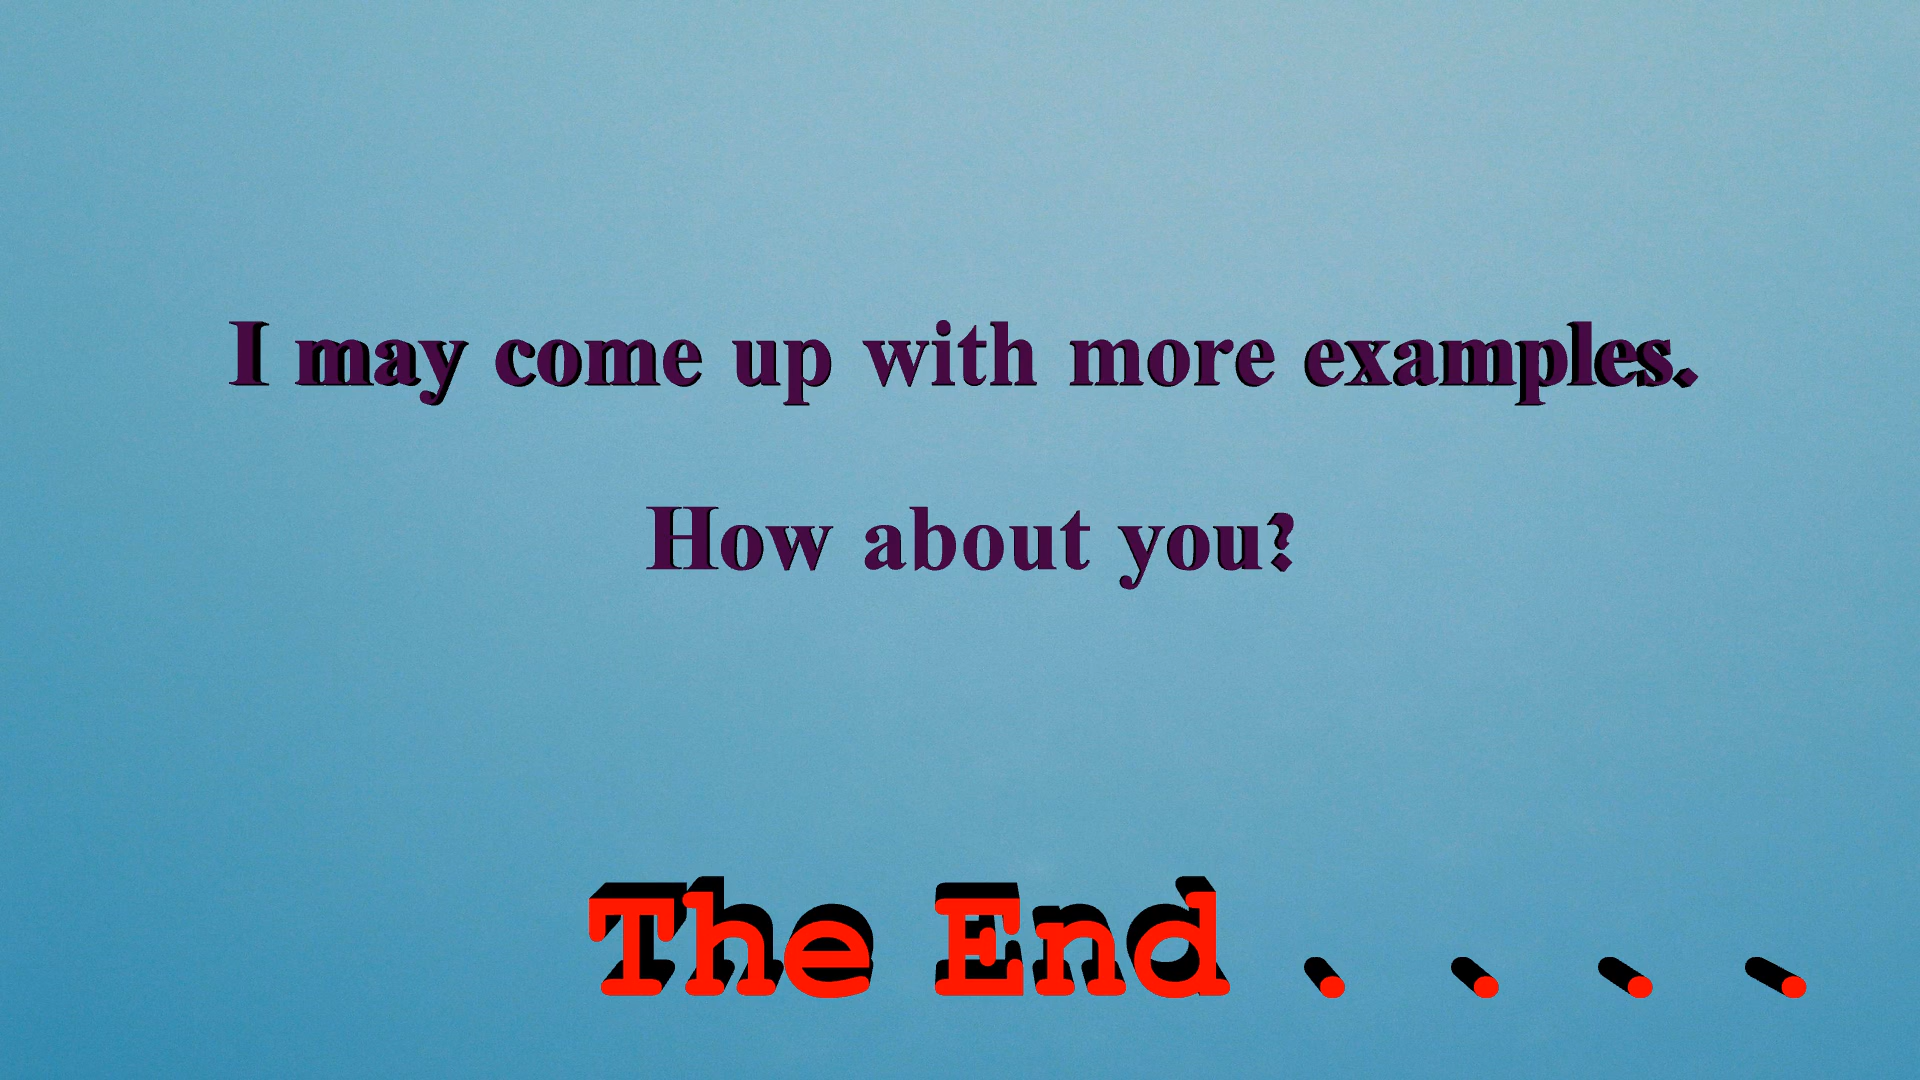 I may come up with more examples.
How about you?
The End . . . .